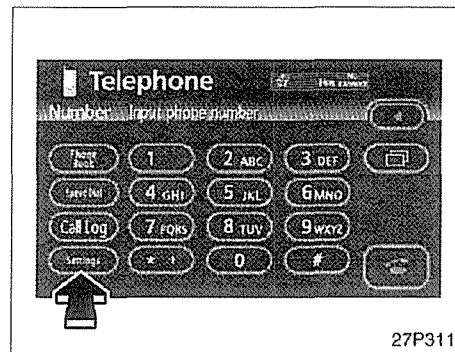 Telephone
Number Input phone number
Phone Book 1 2 ABC 3 DEF
Speed Dial 4 GHI 5 JKL 6 MNO
Call Log 7 PQRS 8 TUV 9 WXYZ
Settings * + 0 #
27P311